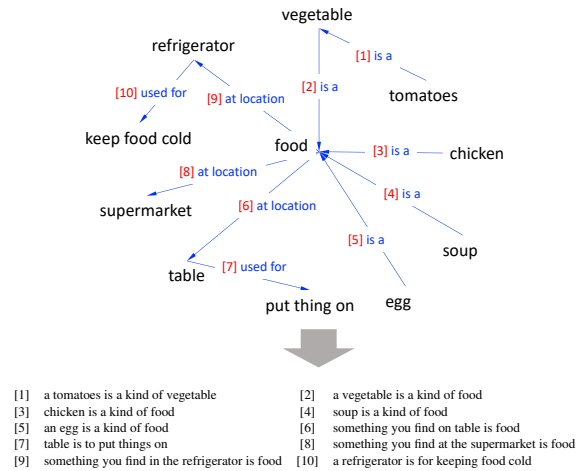 vegetable
refrigerator
[1] is a
[10] used for
[9] at location
[2] is a
tomatoes
keep food cold
food
[3] is a
chicken
[8] at location
[4] is a
supermarket
[6] at location
[5] is a
soup
table
[7] used for
put thing on
egg
[1] a tomatoes is a kind of vegetable
[2] a vegetable is a kind of food
[3] chicken is a kind of food
[4] soup is a kind of food
[5] an egg is a kind of food
[6] something you find on table is food
[7] table is to put things on
[8] something you find at the supermarket is food
[9] something you find in the refrigerator is food
[10] a refrigerator is for keeping food cold